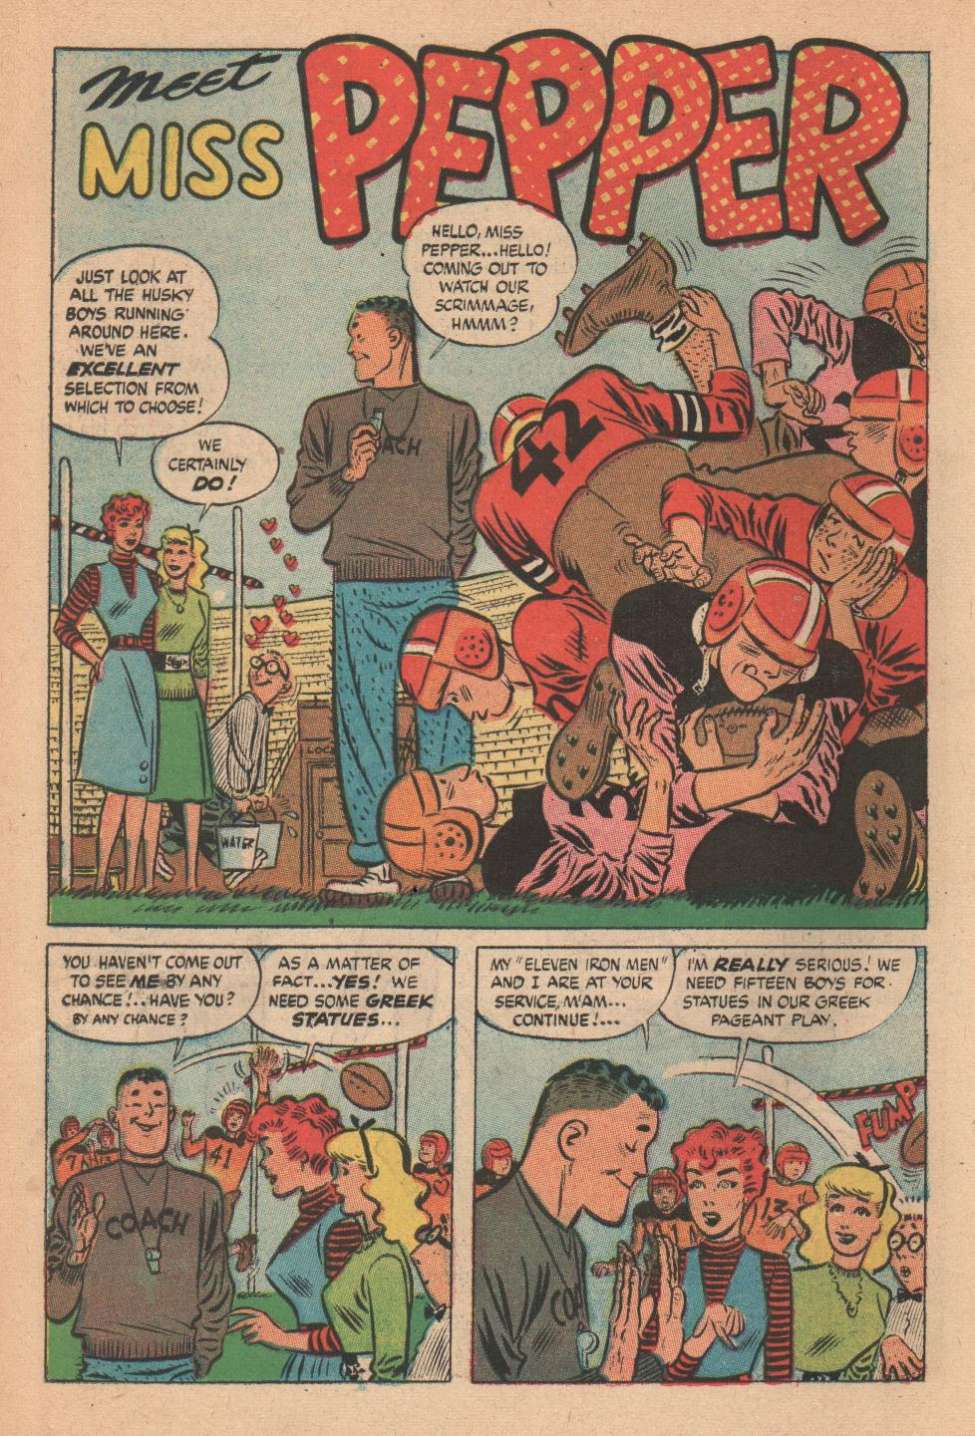 MEET
MISS
PEPPER
JUST LOOK AT
ALL THE HUSKY
BOYS RUNNING
AROUND HERE.
WE'VE AN
EXCELLENT
SELECTION FROM
WHICH TO CHOOSE!
WE
CERTAINLY
DO!
HELLO, MISS
PEPPER...HELLO!
COMING OUT TO
WATCH OUR
SCRIMMAGE,
HMMM?
COACH
42
LOC
WATER
YOU HAVEN'T COME OUT
TO SEE ME BY ANY
CHANCE!..HAVE YOU?
BY ANY CHANCE?
AS A MATTER OF
FACT...YES! WE
NEED SOME GREEK
STATUES...
7
41
COACH
MY "ELEVEN IRON MEN"
AND I ARE AT YOUR
SERVICE, M'AM...
CONTINUE!...
I'M REALLY SERIOUS! WE
NEED FIFTEEN BOYS FOR
STATUES IN OUR GREEK
PAGEANT PLAY.
FUMP
12
COA